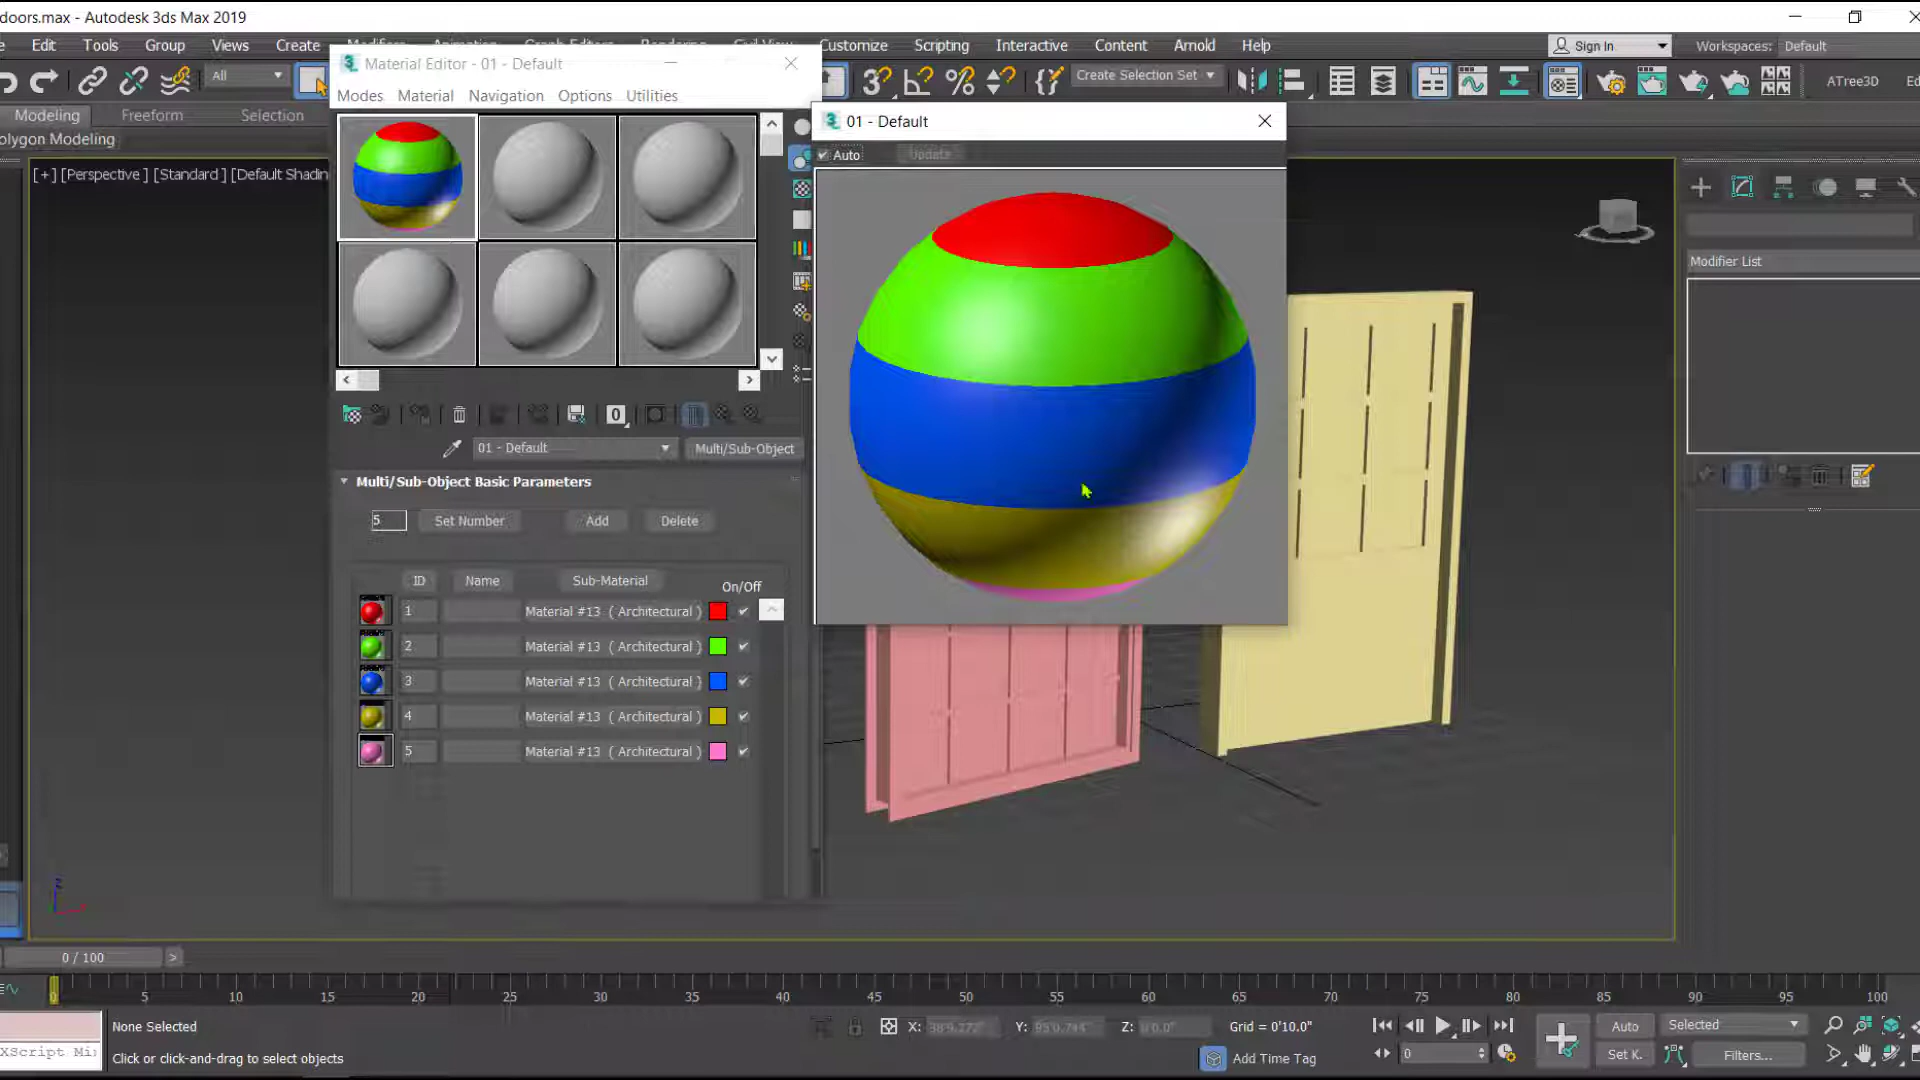 doors.max - Autodesk 3ds Max 2019
Edit Tools Group Views Create Customize Scripting Interactive Content Arnold Help
Sign In
Workspaces: Default
All
Create Selection Set
ATree3D
Material Editor - 01 - Default
Modes Material Navigation Options Utilities
Modeling Freeform Selection
olygon Modeling
[+] [Perspective ] [Standard ] [Default Shadin
01 - Default
Auto Update
Modifier List
01 - Default
Multi/Sub-Object
Multi/Sub-Object Basic Parameters
5 Set Number Add Delete
ID Name Sub-Material On/Off
1 Material #13 ( Architectural )
2 Material #13 ( Architectural )
3 Material #13 ( Architectural )
4 Material #13 ( Architectural )
5 Material #13 ( Architectural )
z
0 / 100 >
0 5 10 15 20 25 30 35 40 45 50 55 60 65 70 75 80 85 90 95 100
None Selected
X: Y: Z: Grid = 0'10.0"
Auto Selected
XScript Mi
Click or click-and-drag to select objects
Add Time Tag
0
Set K. Filters...